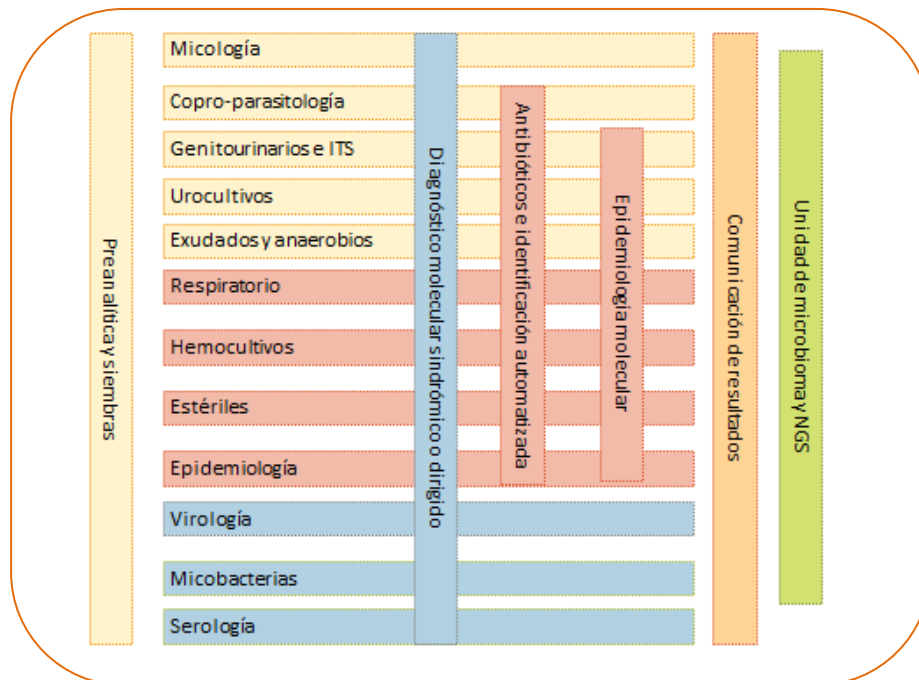 Preanalítica y siembras
Micología
Copro-parasitología
Genitourinarios e ITS
Urocultivos
Exudados y anaerobios
Respiratorio
Hemocultivos
Estériles
Epidemiología
Virología
Micobacterias
Serología
Diagnóstico molecular sindrómico o dirigido
Antibióticos e identificación automatizada
Epidemiologia molecular
Comunicación de resultados
Unidad de microbioma y NGS